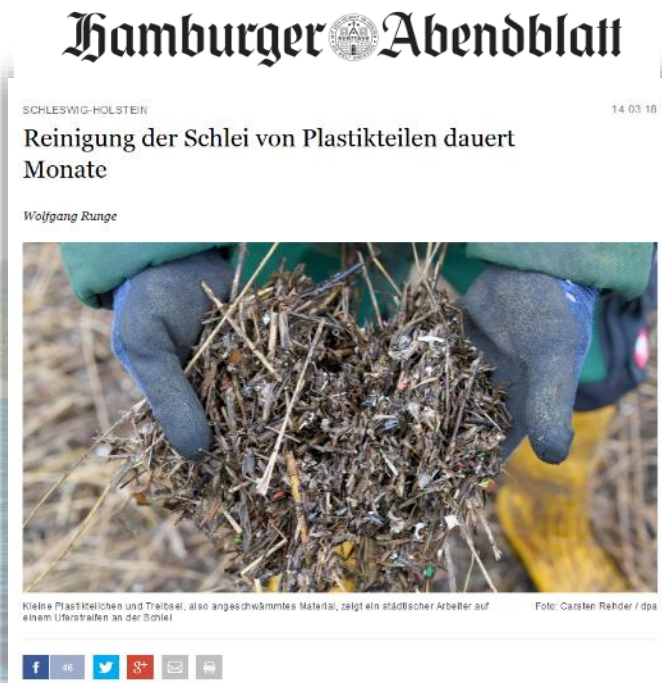 Hamburger Abendblatt
SCHLESWIG-HOLSTEIN 14.03.18
Reinigung der Schlei von Plastikteilen dauert
Monate
Wolfgang Runge
Kleine Plastikteilchen und Treibsel, also angeschwämmtes Material, zeigt ein städtischer Arbeiter auf
einem Uferstreifen an der Schlei
Foto: Carsten Rehder / dpa
f 46 g+